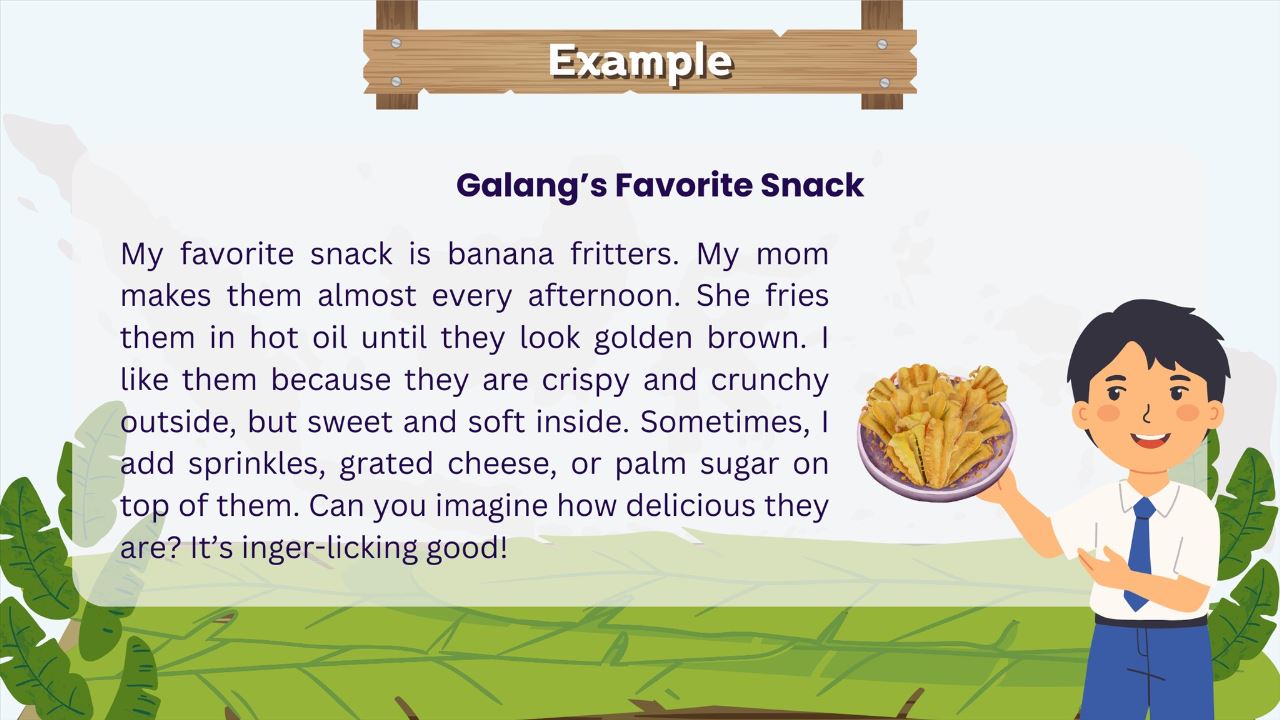 Example
Galang’s Favorite Snack
My favorite snack is banana fritters. My mom
makes them almost every afternoon. She fries
them in hot oil until they look golden brown. I
like them because they are crispy and crunchy
outside, but sweet and soft inside. Sometimes, I
add sprinkles, grated cheese, or palm sugar on
top of them. Can you imagine how delicious they
are? It’s inger-licking good!